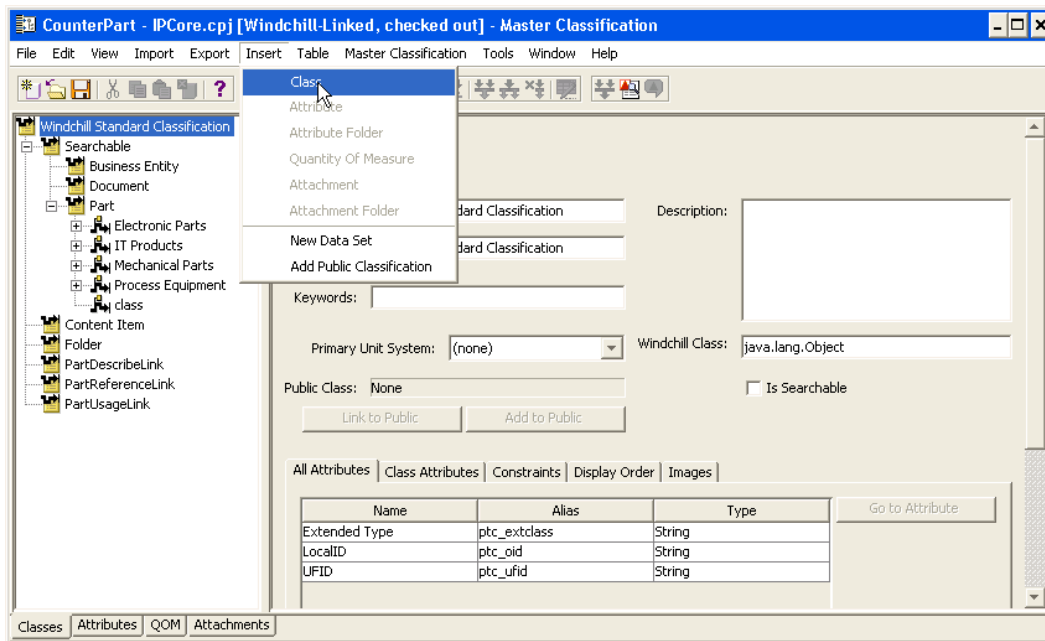 CounterPart - IPCore.cpj [Windchill-Linked, checked out] - Master Classification
File Edit View Import Export Insert Table Master Classification Tools Window Help
Class
Attribute
Attribute Folder
Quantity Of Measure
Attachment
Attachment Folder
New Data Set
Add Public Classification
Windchill Standard Classification
Searchable
Business Entity
Document
Part
Electronic Parts
IT Products
Mechanical Parts
Process Equipment
class
Content Item
Folder
PartDescribeLink
PartReferenceLink
PartUsageLink
dard Classification
Description:
dard Classification
Keywords:
Primary Unit System: (none)
Windchill Class: java.lang.Object
Public Class: None
Is Searchable
Link to Public Add to Public
All Attributes Class Attributes Constraints Display Order Images
Name Alias Type
Go to Attribute
Extended Type ptc_extclass String
LocalID ptc_oid String
UFID ptc_ufid String
Classes Attributes QOM Attachments